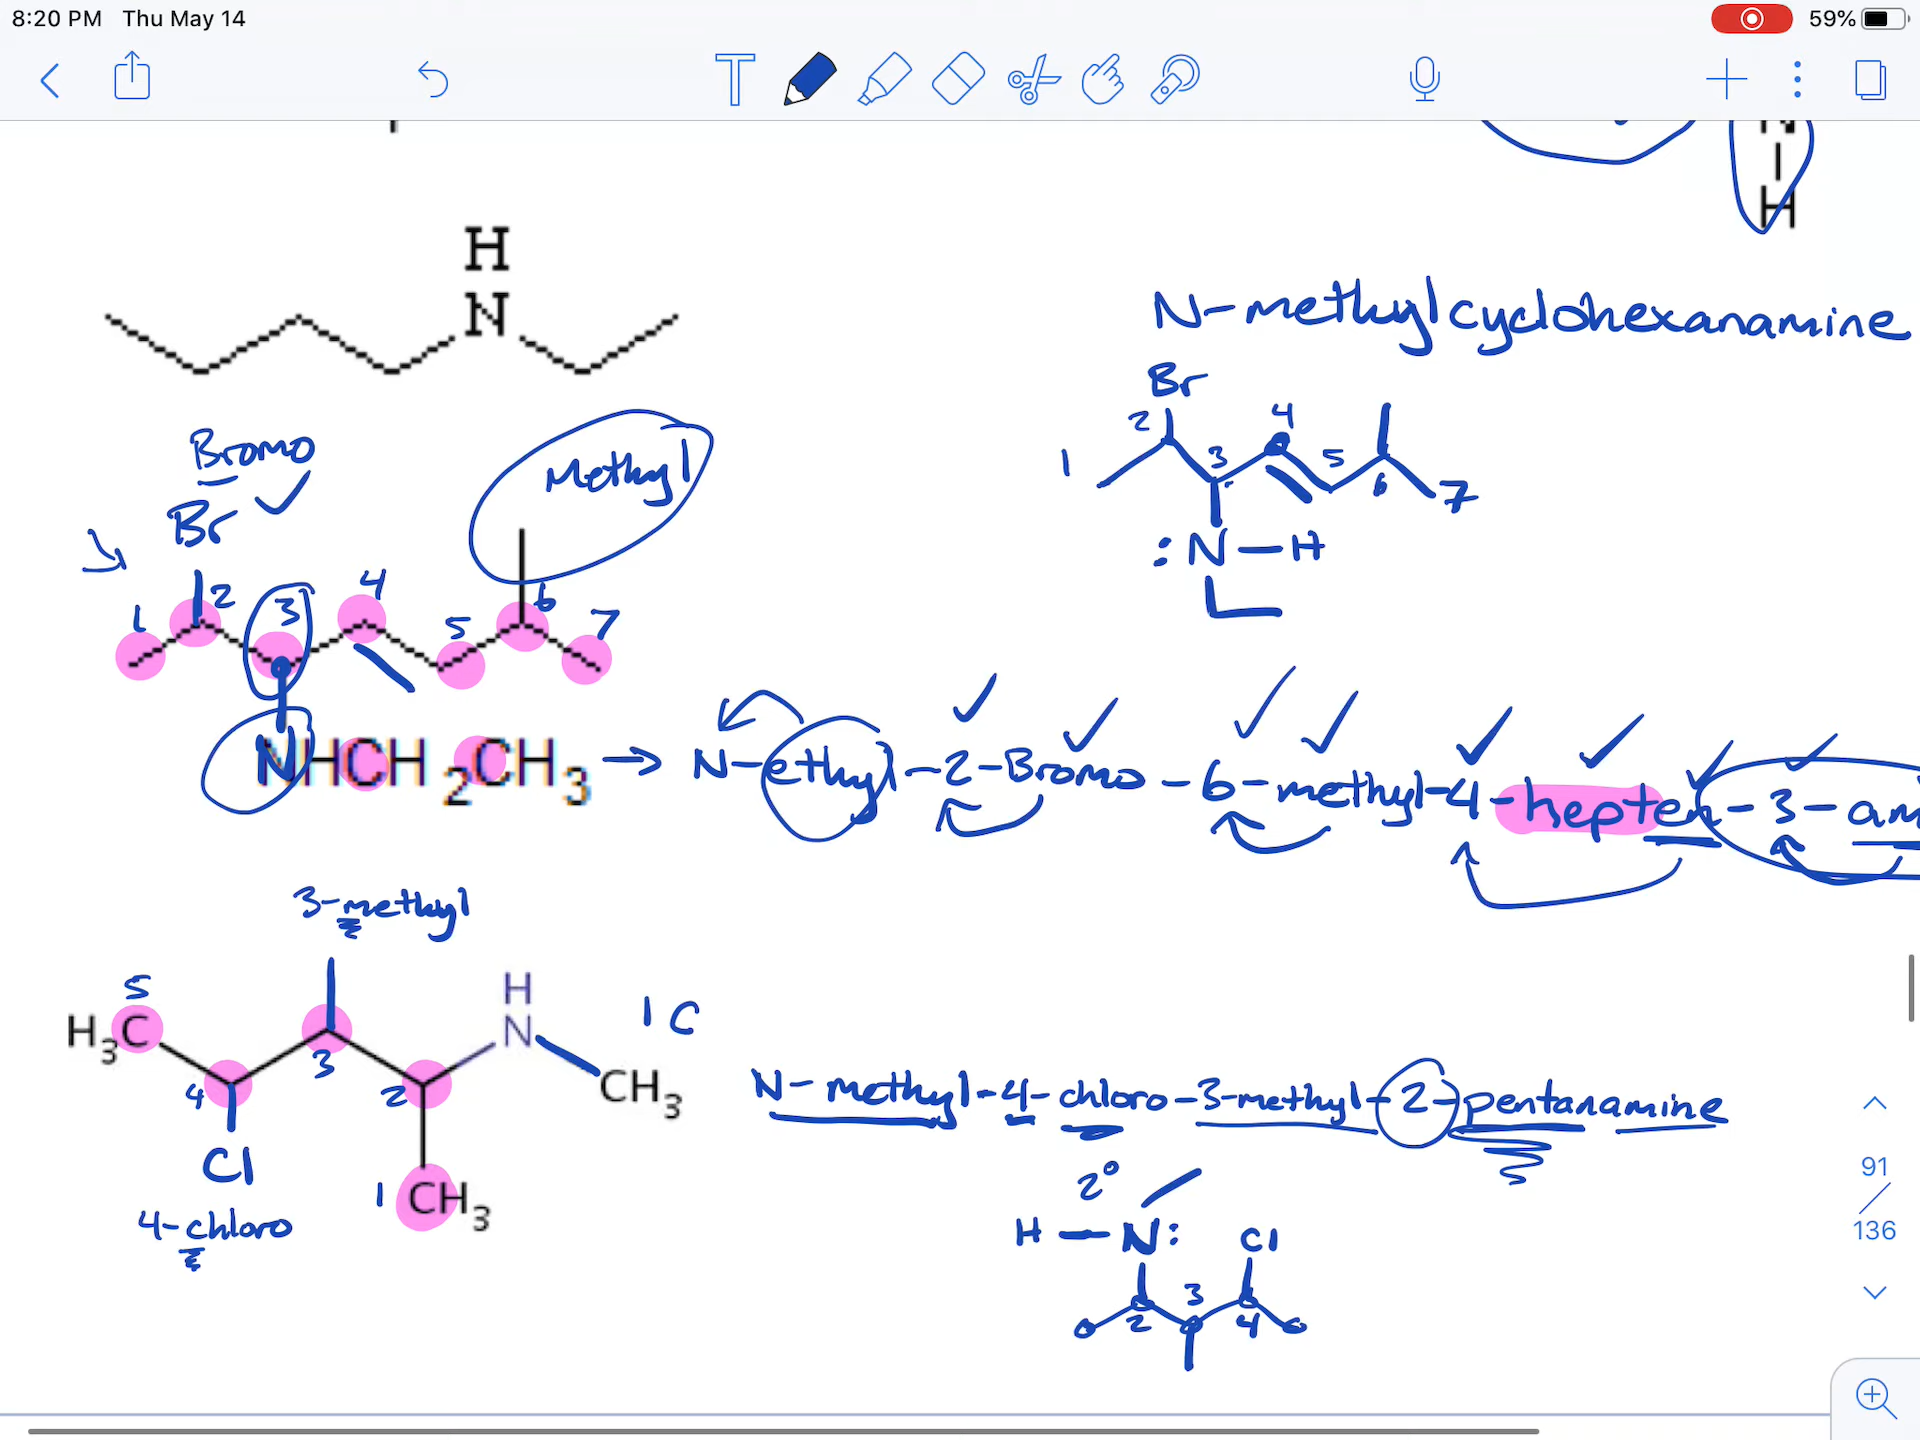 8:20 PM Thu May 14
59%
N
H
H
N
N-methylcyclohexanamine
Br
2
4
1
3
5
6
7
:N-H
Bromo
Br
Methyl
1
2
3
4
5
6
7
NHCH2CH3 → N-ethyl-2-Bromo-6-methyl-4-hepten-3-am
3-methyl
5
H3C
H
N
1 C
4
3
2
CH3
Cl
1 CH3
4-chloro
N-methyl-4-chloro-3-methyl-2-pentanamine
2°
H-N:
Cl
2
3
4
91
/
136